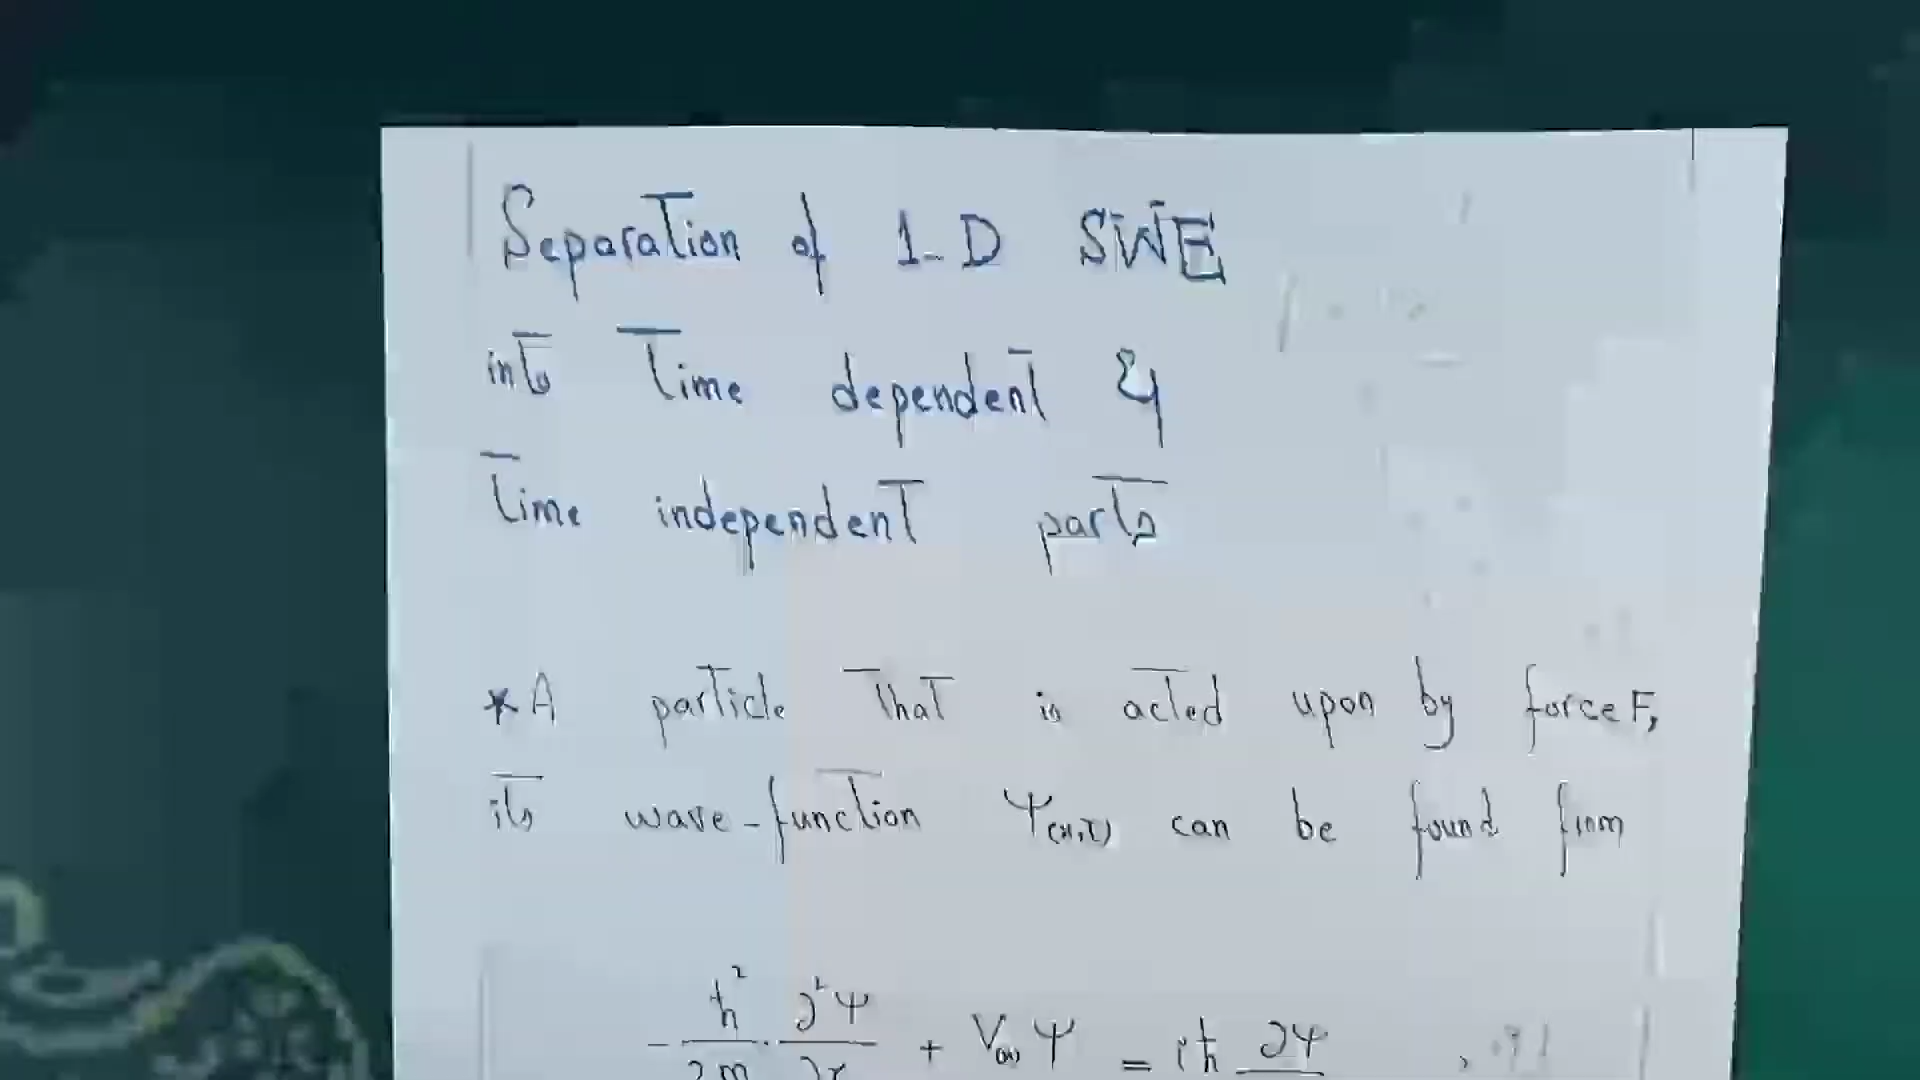 Separation of 1-D SWE
into Time dependent &
Time independent parts
*A particle that is acted upon by force F,
its wave-function Ψ(x,t) can be found from
-ħ²/2m · ∂²Ψ/∂x + V(x) Ψ = iħ ∂Ψ